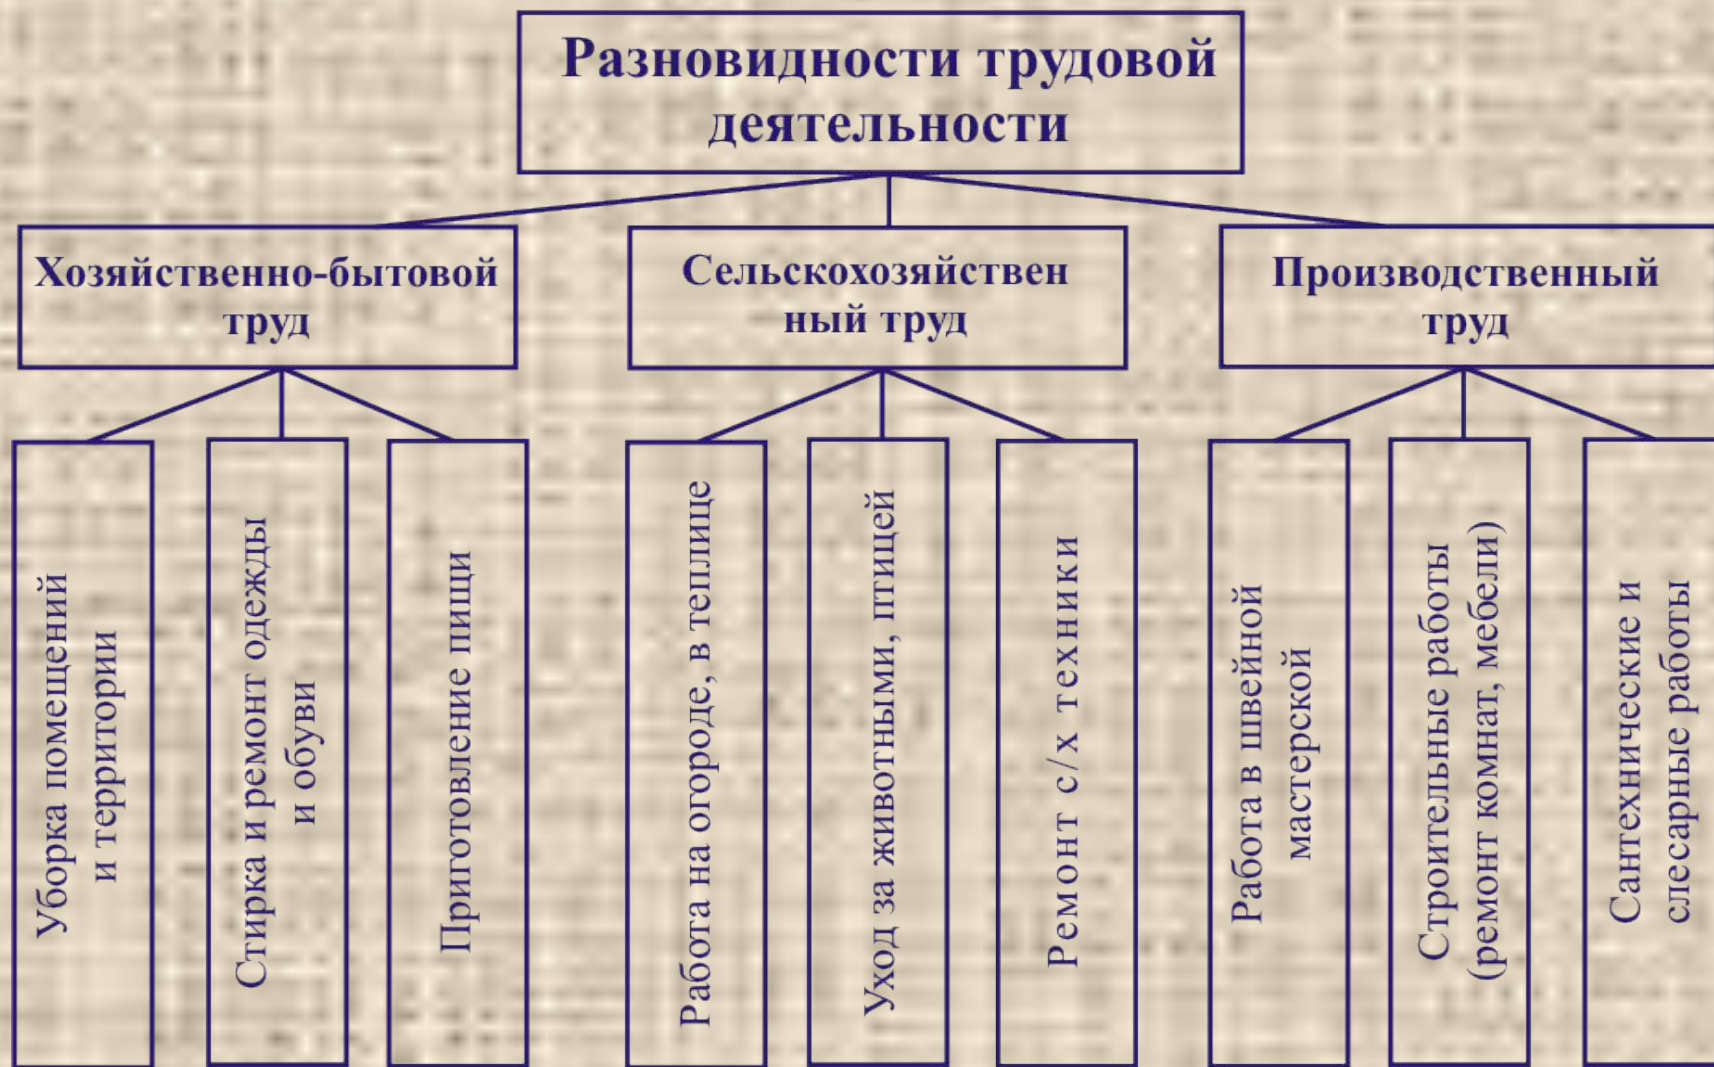 Разновидности трудовой
деятельности
Хозяйственно-бытовой
труд
Сельскохозяйствен
ный труд
Производственный
труд
Уборка помещений
и территории
Стирка и ремонт одежды
и обуви
Приготовление пищи
Работа на огороде, в теплице
Уход за животными, птицей
Ремонт с/х техники
Работа в швейной
мастерской
Строительные работы
(ремонт комнат, мебели)
Сантехнические и
слесарные работы